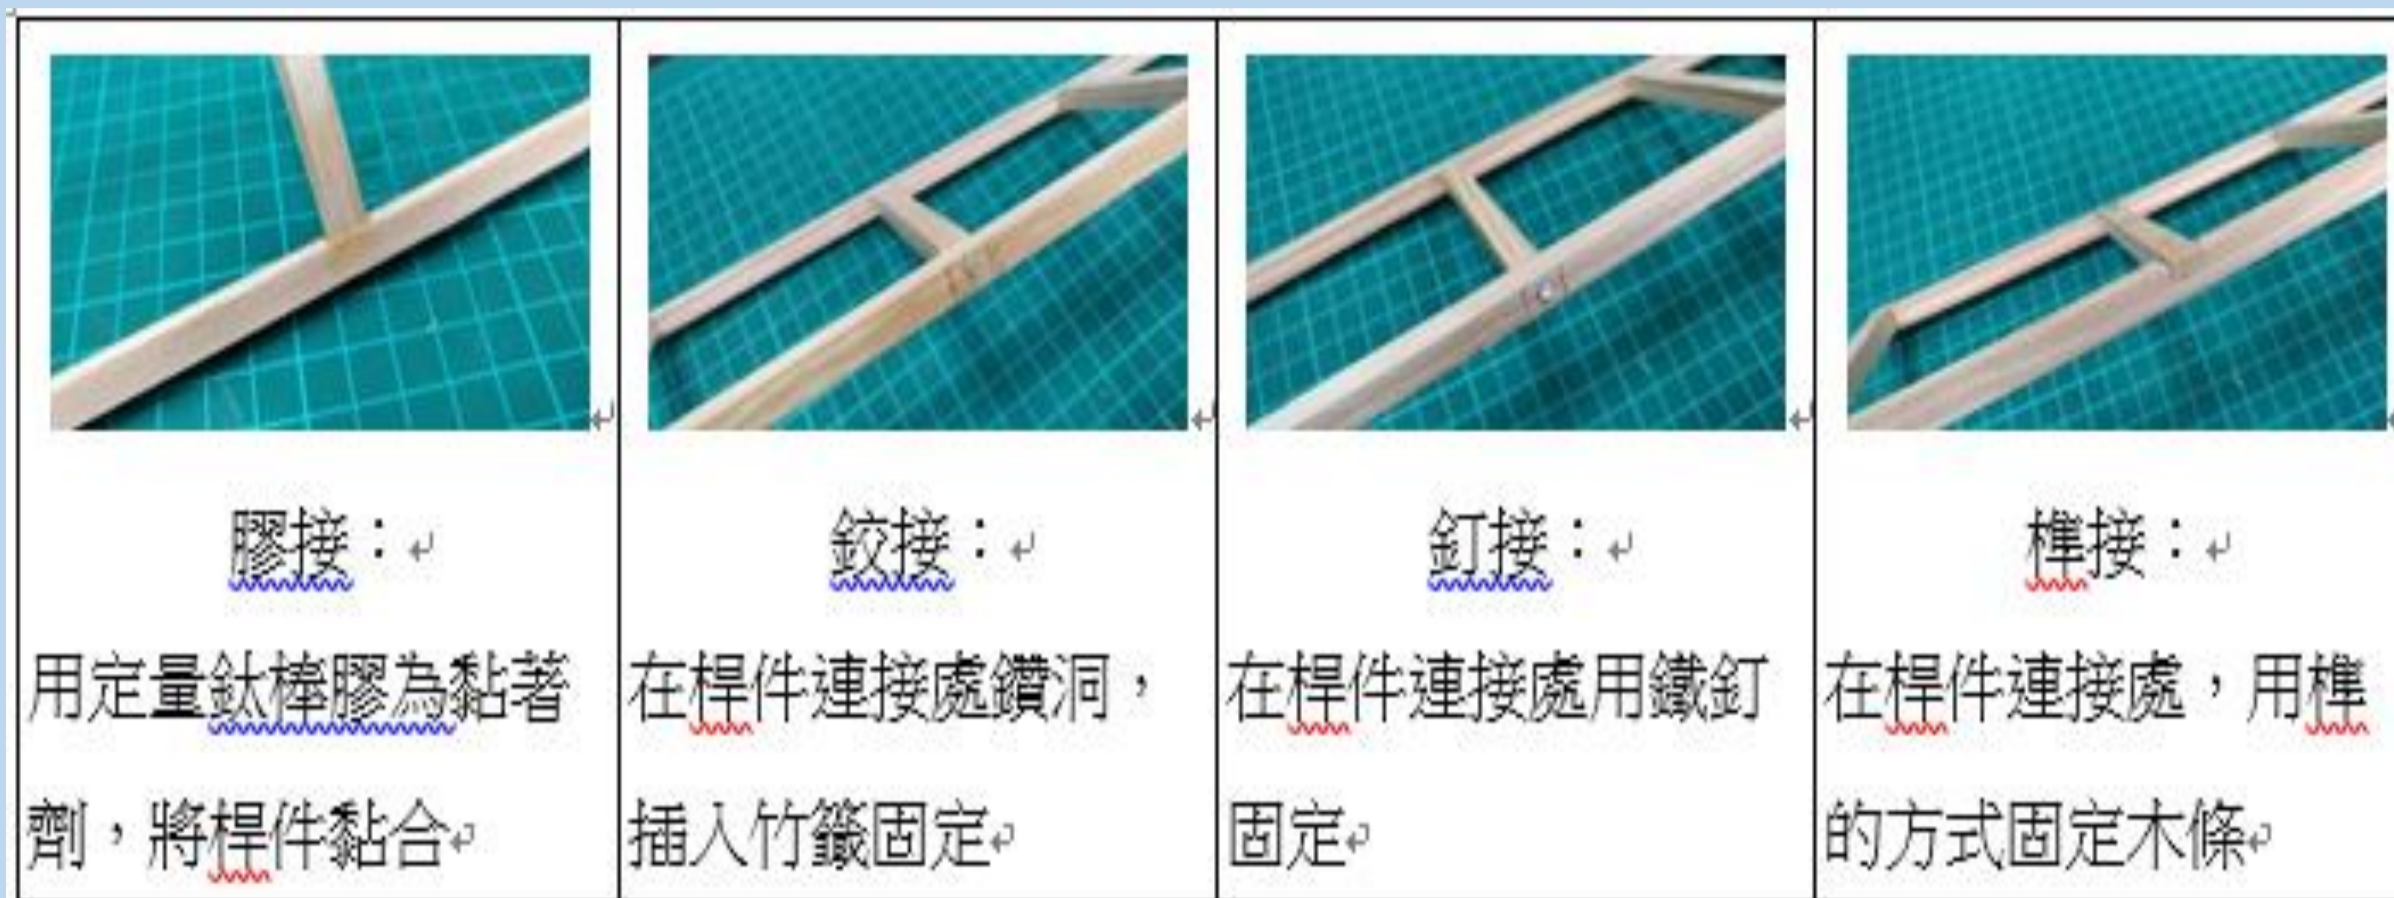 膠接：
用定量鈦棒膠為黏著
劑，將桿件黏合
鉸接：
在桿件連接處鑽洞，
插入竹籤固定
釘接：
在桿件連接處用鐵釘
固定
榫接：
在桿件連接處，用榫
的方式固定木條